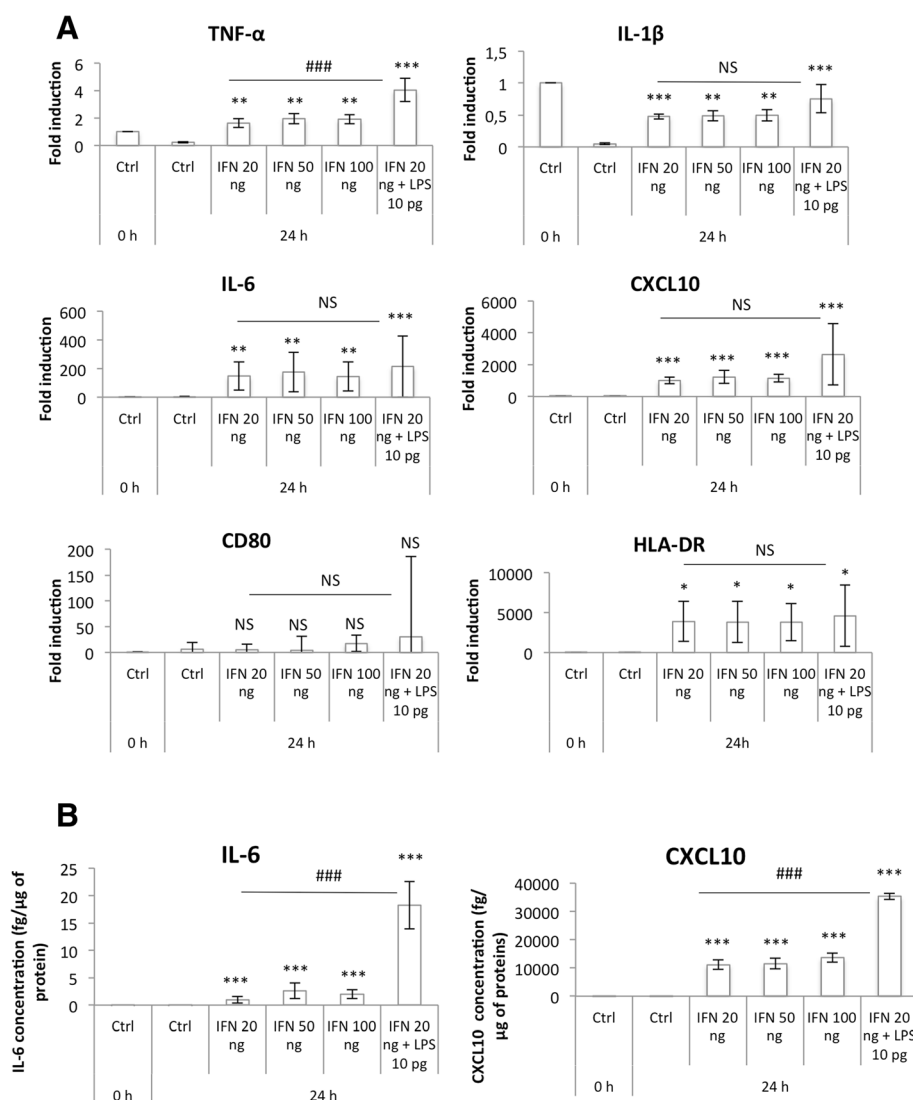 A
TNF-α
Fold induction
6
4
2
0
###
**
**
**
***
Ctrl
Ctrl
IFN 20 ng
IFN 50 ng
IFN 100 ng
IFN 20 ng + LPS 10 pg
0 h
24 h
IL-1β
Fold induction
1,5
1
0,5
0
NS
***
**
**
***
Ctrl
Ctrl
IFN 20 ng
IFN 50 ng
IFN 100 ng
IFN 20 ng + LPS 10 pg
0 h
24 h
IL-6
Fold induction
600
400
200
0
NS
**
**
**
***
Ctrl
Ctrl
IFN 20 ng
IFN 50 ng
IFN 100 ng
IFN 20 ng + LPS 10 pg
0 h
24 h
CXCL10
Fold induction
6000
4000
2000
0
NS
***
***
***
***
Ctrl
Ctrl
IFN 20 ng
IFN 50 ng
IFN 100 ng
IFN 20 ng + LPS 10 pg
0 h
24 h
CD80
Fold induction
200
150
100
50
0
NS
NS
NS
NS
NS
Ctrl
Ctrl
IFN 20 ng
IFN 50 ng
IFN 100 ng
IFN 20 ng + LPS 10 pg
0 h
24 h
HLA-DR
Fold induction
10000
5000
0
NS
*
*
*
*
Ctrl
Ctrl
IFN 20 ng
IFN 50 ng
IFN 100 ng
IFN 20 ng + LPS 10 pg
0 h
24h
B
IL-6
IL-6 concentration (fg/µg of
protein)
25
20
15
10
5
0
###
***
***
***
***
Ctrl
Ctrl
IFN 20 ng
IFN 50 ng
IFN 100 ng
IFN 20 ng + LPS 10 pg
0 h
24 h
CXCL10
CXCL10 concentration (fg/
µg of proteins)
40000
30000
20000
10000
0
###
***
***
***
***
Ctrl
Ctrl
IFN 20 ng
IFN 50 ng
IFN 100 ng
IFN 20 ng + LPS 10 pg
0 h
24 h